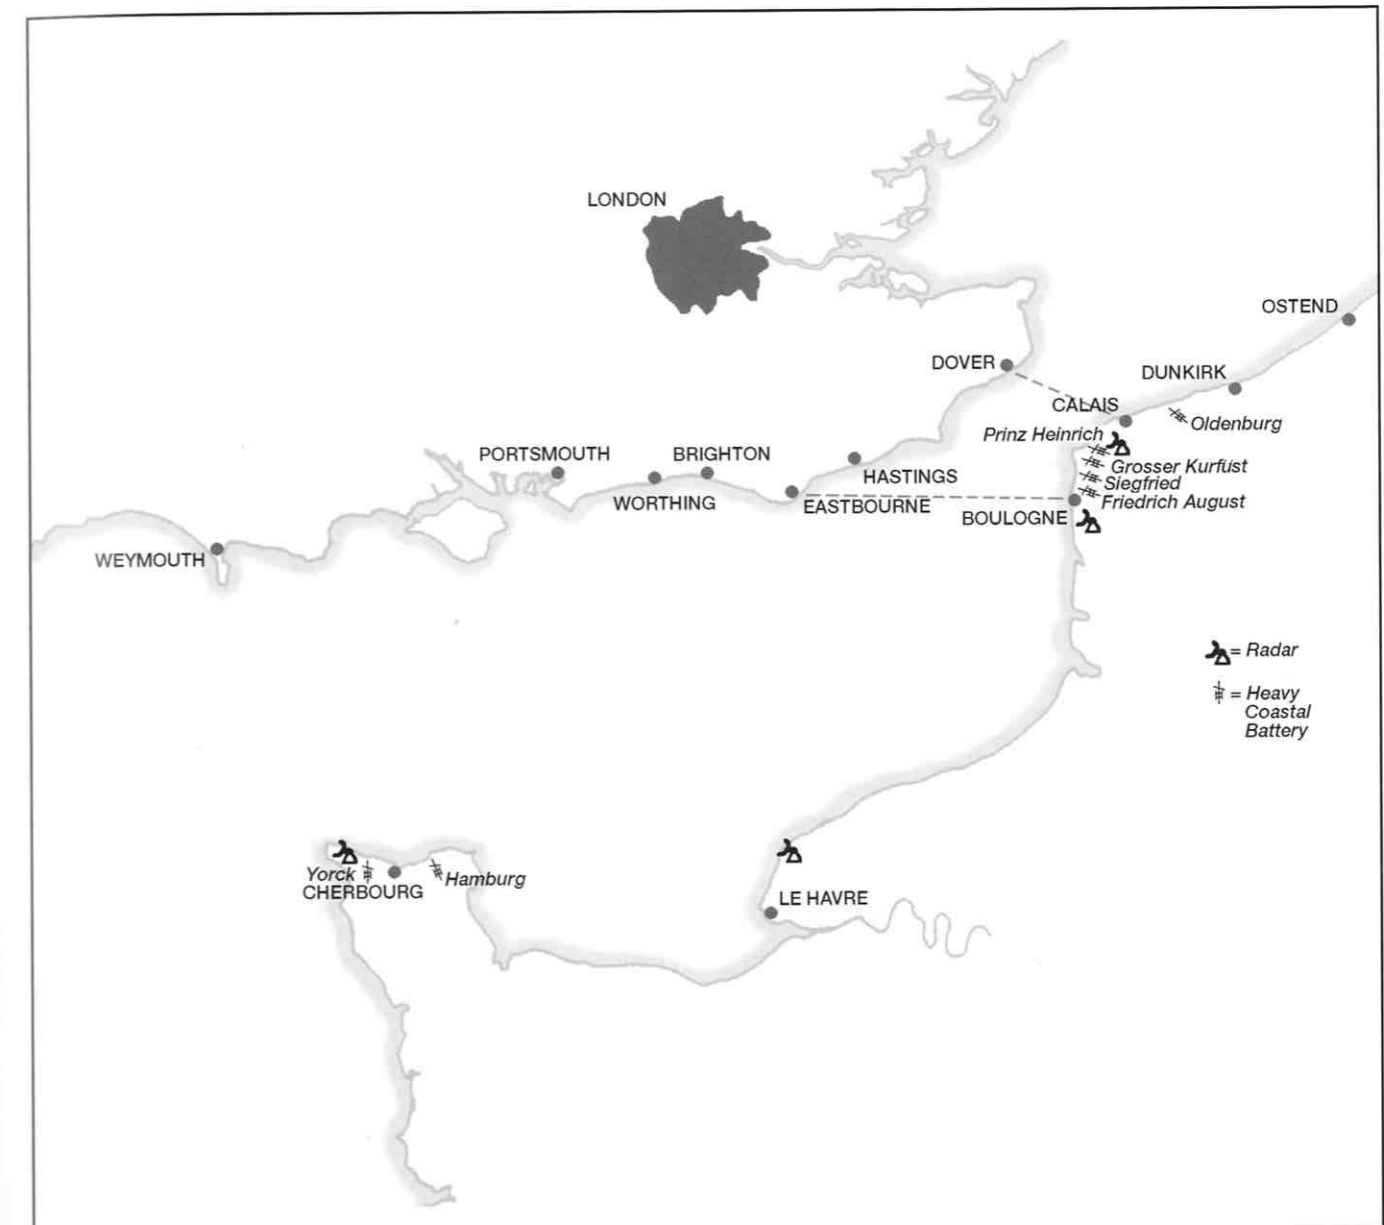 LONDON
OSTEND
DOVER
DUNKIRK
CALAIS
Oldenburg
Prinz Heinrich
PORTSMOUTH
BRIGHTON
Grosser Kurfüst
HASTINGS
Siegfried
WORTHING
EASTBOURNE
Friedrich August
BOULOGNE
WEYMOUTH
= Radar
= Heavy
Coastal
Battery
Yorck
Hamburg
CHERBOURG
LE HAVRE